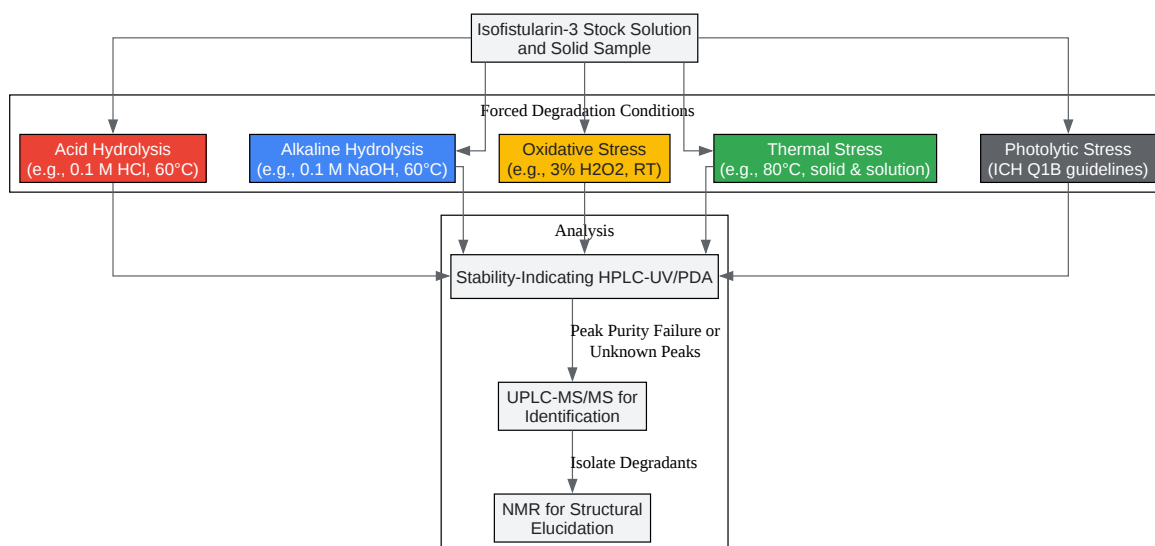 Isofistularin-3 Stock Solution
and Solid Sample
Forced Degradation Conditions
Acid Hydrolysis
(e.g., 0.1 M HCl, 60°C)
Alkaline Hydrolysis
(e.g., 0.1 M NaOH, 60°C)
Oxidative Stress
(e.g., 3% H2O2, RT)
Thermal Stress
(e.g., 80°C, solid & solution)
Photolytic Stress
(ICH Q1B guidelines)
Analysis
Stability-Indicating HPLC-UV/PDA
Peak Purity Failure or
Unknown Peaks
UPLC-MS/MS for
Identification
Isolate Degradants
NMR for Structural
Elucidation